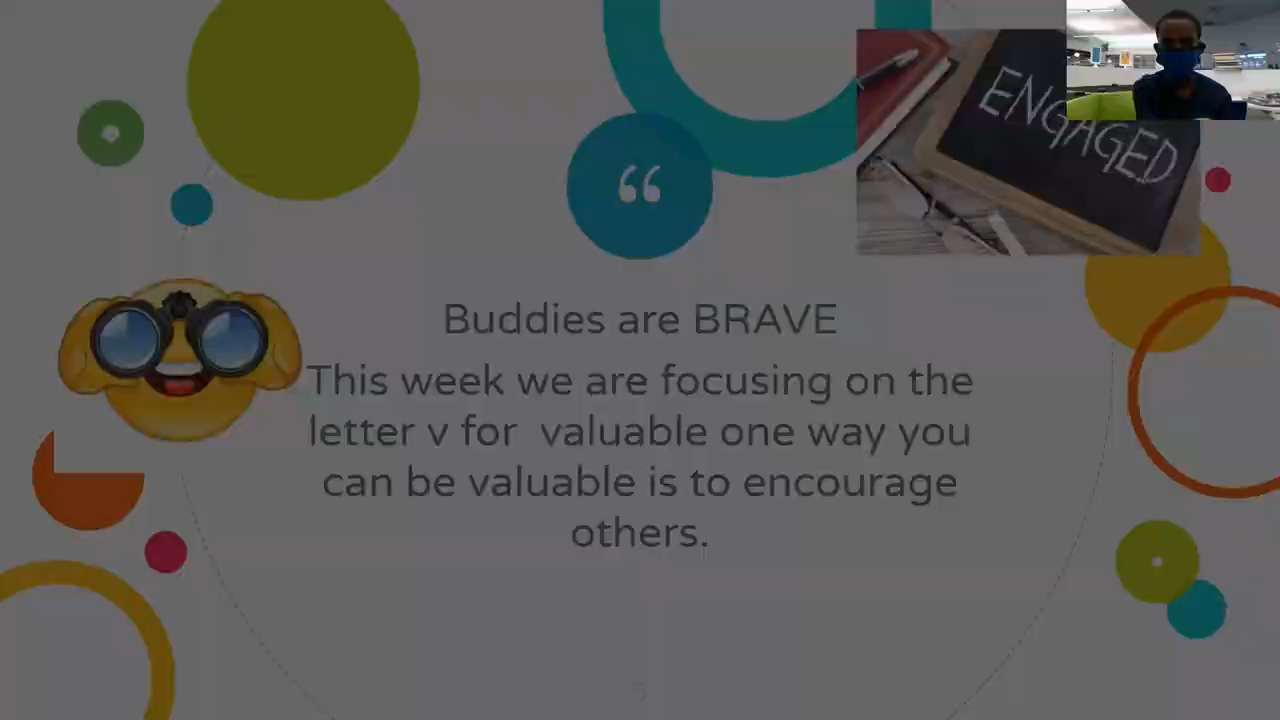 ENGAGED
“
Buddies are BRAVE
This week we are focusing on the
letter v for valuable one way you
can be valuable is to encourage
others.
5